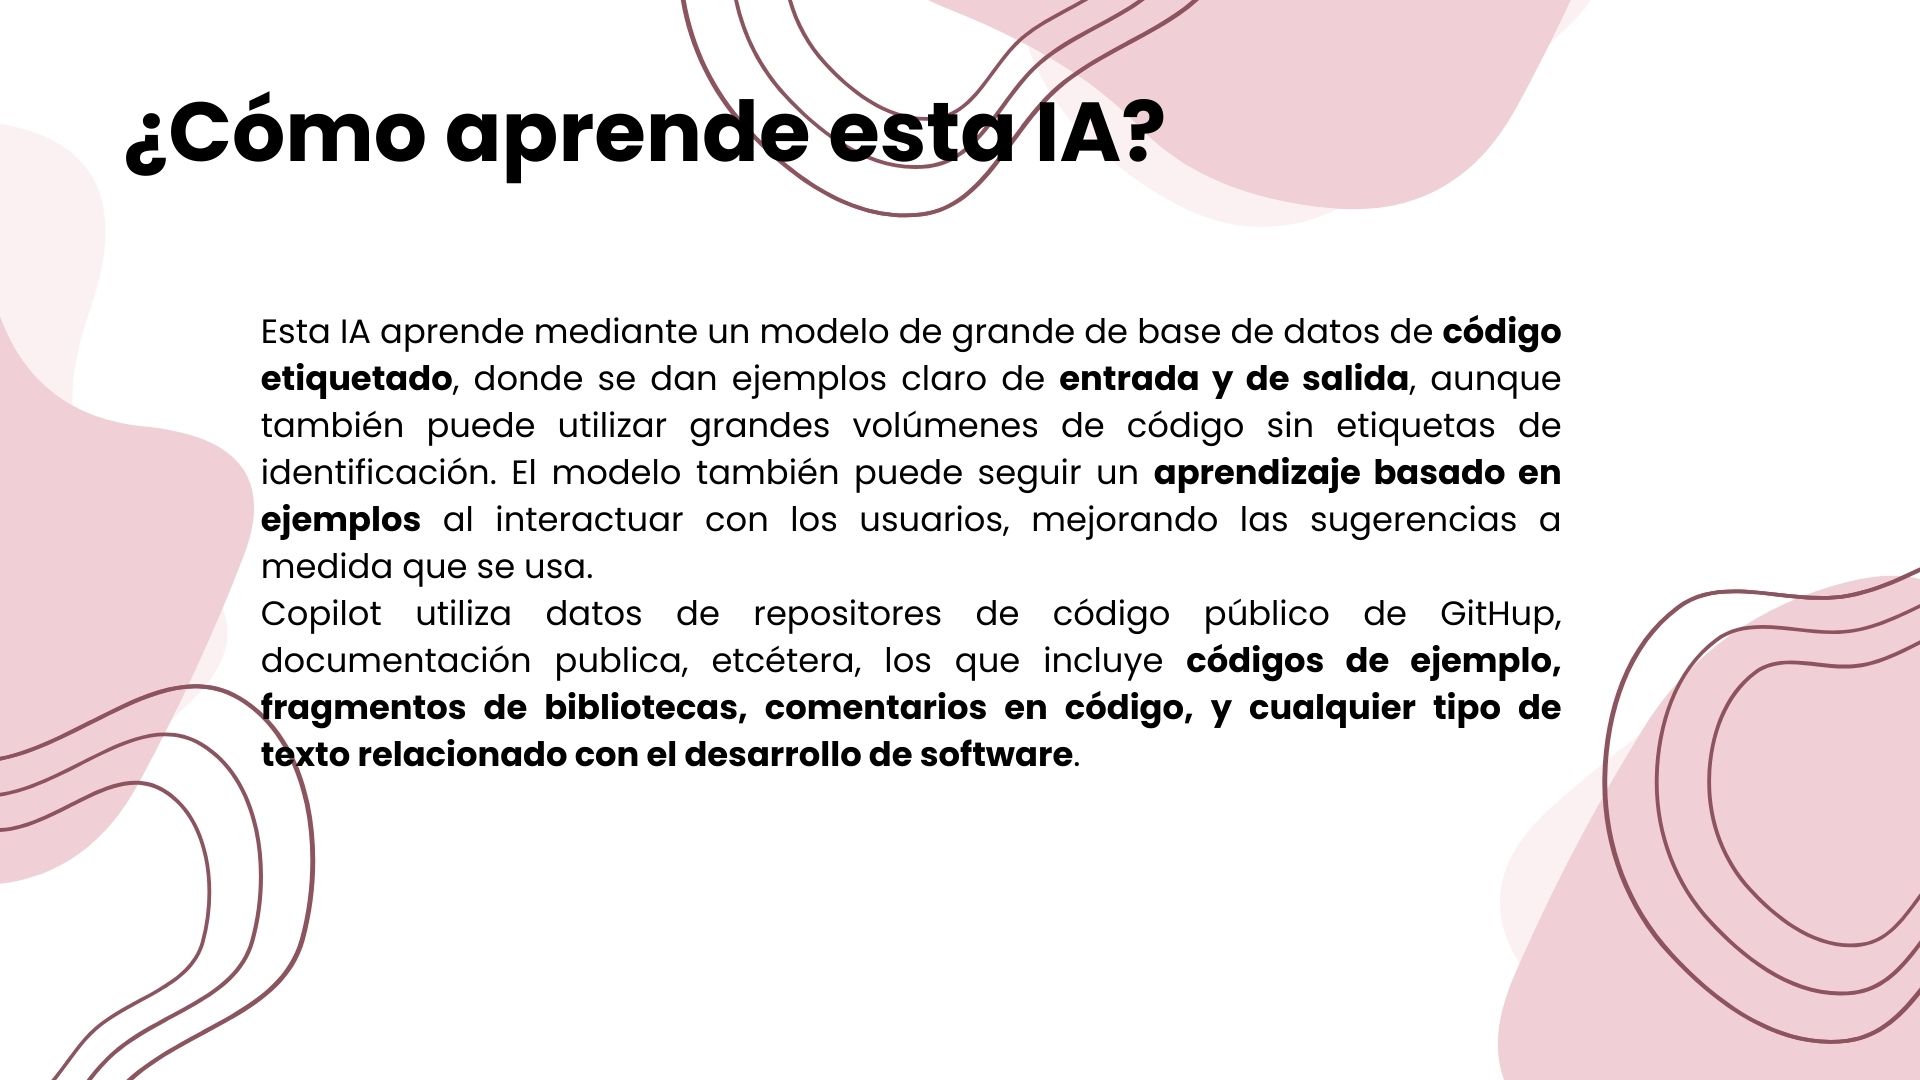 ¿Cómo aprende esta IA?
Esta IA aprende mediante un modelo de grande de base de datos de código
etiquetado, donde se dan ejemplos claro de entrada y de salida, aunque
también puede utilizar grandes volúmenes de código sin etiquetas de
identificación. El modelo también puede seguir un aprendizaje basado en
ejemplos al interactuar con los usuarios, mejorando las sugerencias a
medida que se usa.
Copilot utiliza datos de repositores de código público de GitHup,
documentación publica, etcétera, los que incluye códigos de ejemplo,
fragmentos de bibliotecas, comentarios en código, y cualquier tipo de
texto relacionado con el desarrollo de software.